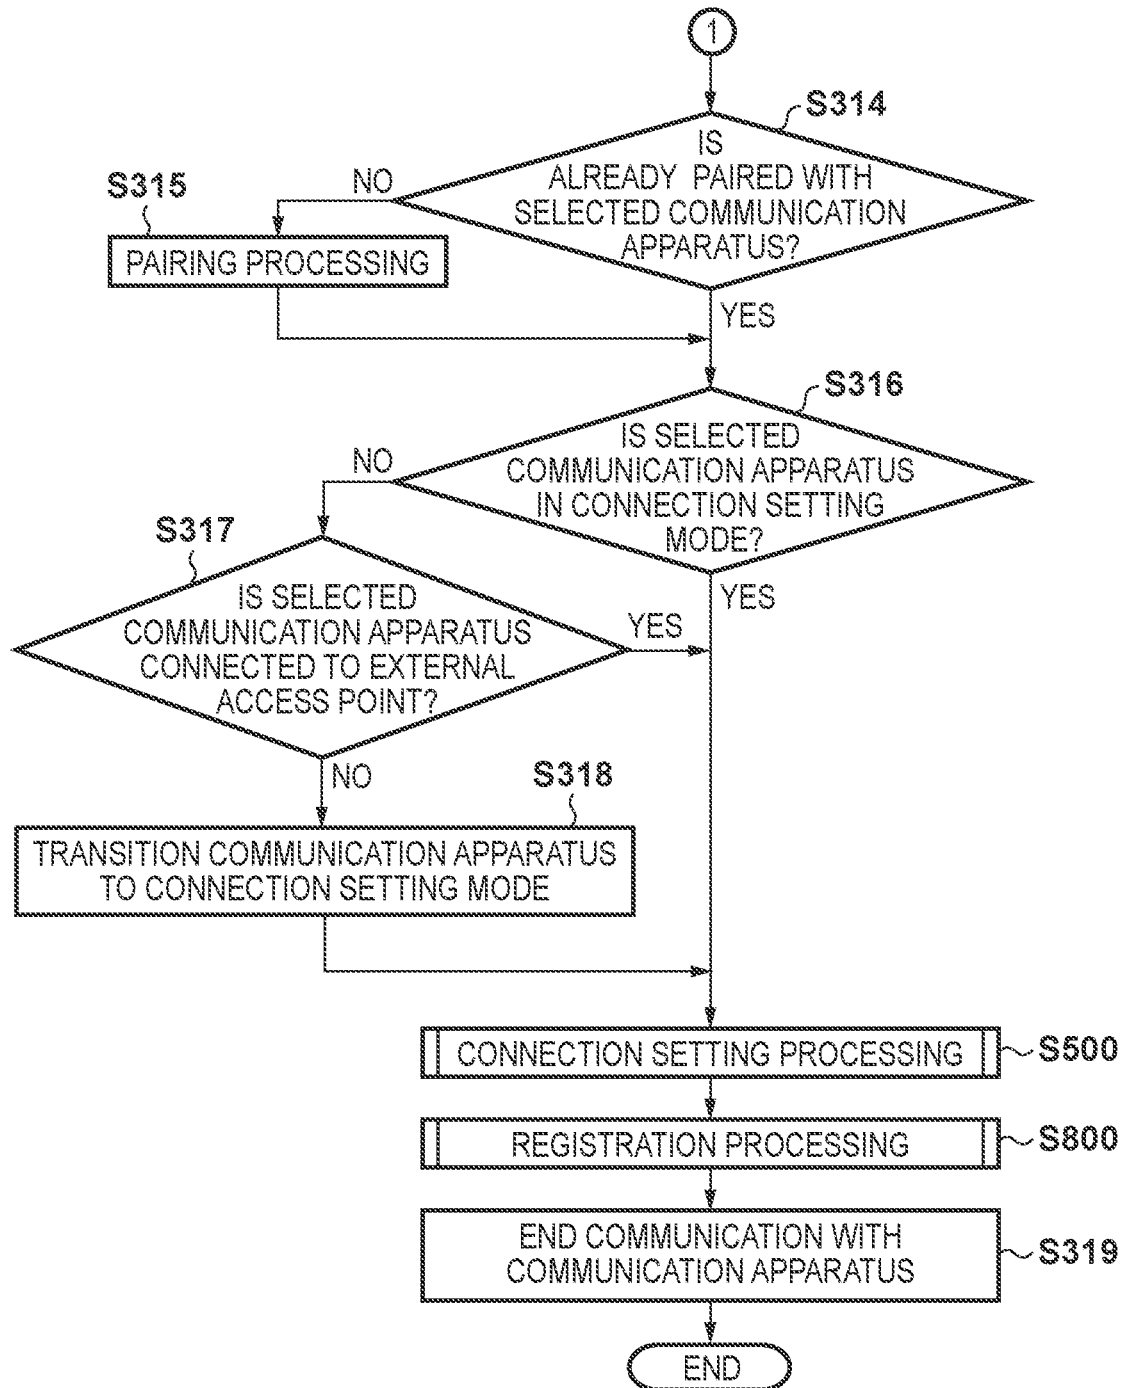 1
S314
IS
ALREADY PAIRED WITH
SELECTED COMMUNICATION
APPARATUS?
NO
S315
PAIRING PROCESSING
YES
S316
IS SELECTED
COMMUNICATION APPARATUS
IN CONNECTION SETTING
MODE?
NO
YES
S317
IS SELECTED
COMMUNICATION APPARATUS
CONNECTED TO EXTERNAL
ACCESS POINT?
YES
NO
S318
TRANSITION COMMUNICATION APPARATUS
TO CONNECTION SETTING MODE
CONNECTION SETTING PROCESSING
S500
REGISTRATION PROCESSING
S800
END COMMUNICATION WITH
COMMUNICATION APPARATUS
S319
END